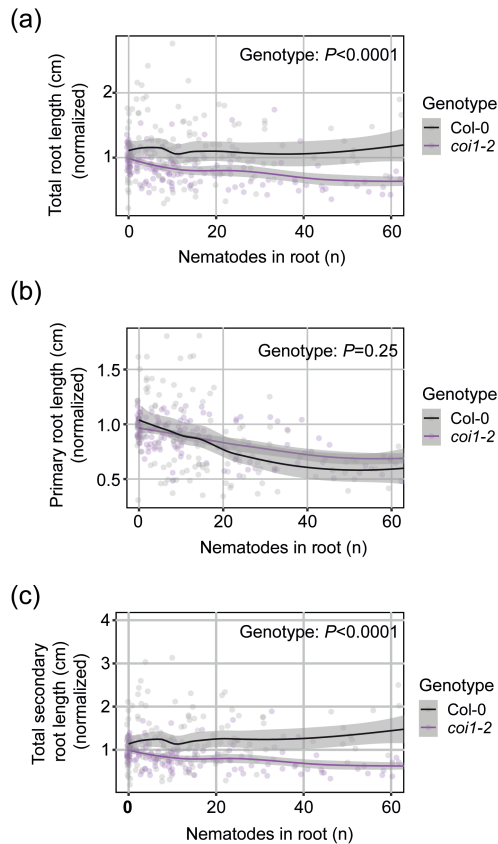 (a)
Total root length (cm)
(normalized)
2
1
Genotype: P<0.0001
0 20 40 60
Nematodes in root (n)
Genotype
Col-0
coi1-2
(b)
Primary root length (cm)
(normalized)
1.5
1.0
0.5
Genotype: P=0.25
0 20 40 60
Nematodes in root (n)
Genotype
Col-0
coi1-2
(c)
Total secondary
root length (cm)
(normalized)
4
3
2
1
Genotype: P<0.0001
0 20 40 60
Nematodes in root (n)
Genotype
Col-0
coi1-2